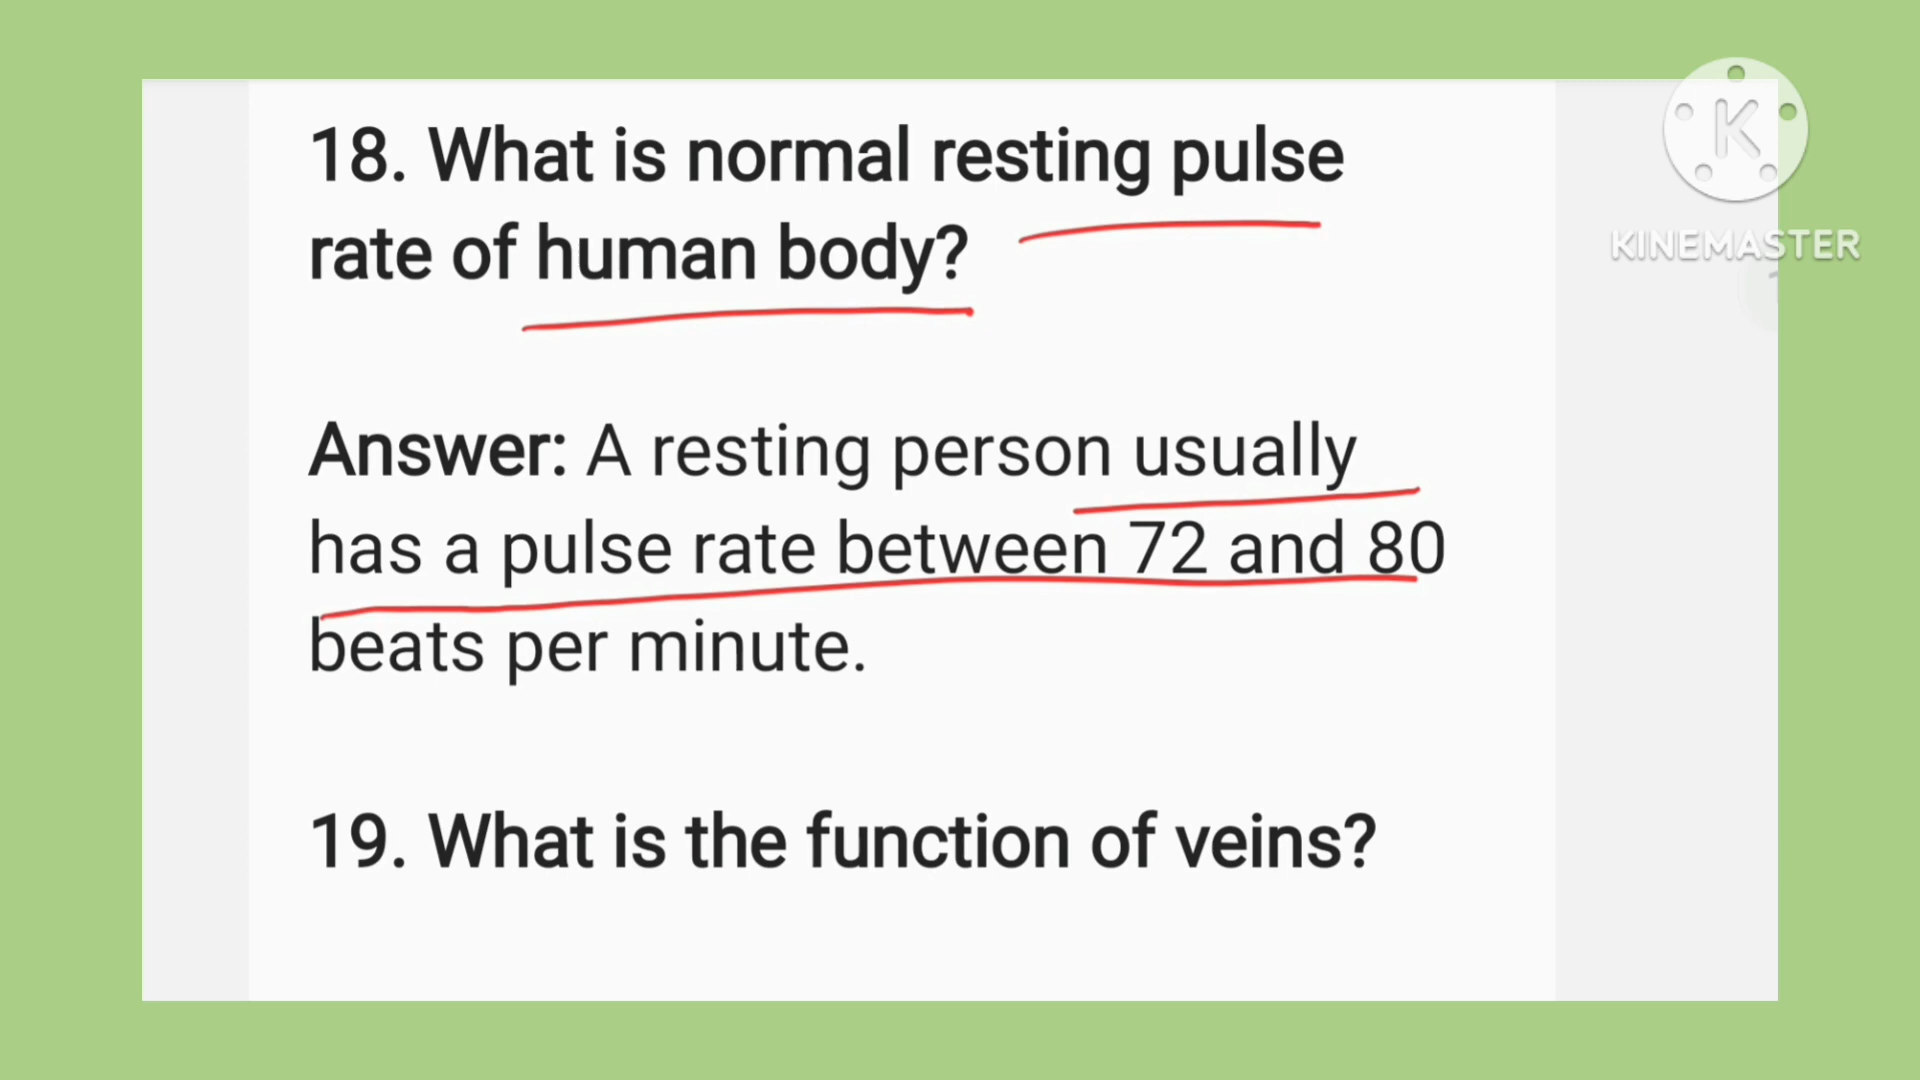 18. What is normal resting pulse
rate of human body?
Answer: A resting person usually
has a pulse rate between 72 and 80
beats per minute.
19. What is the function of veins?
K
KINEMASTER